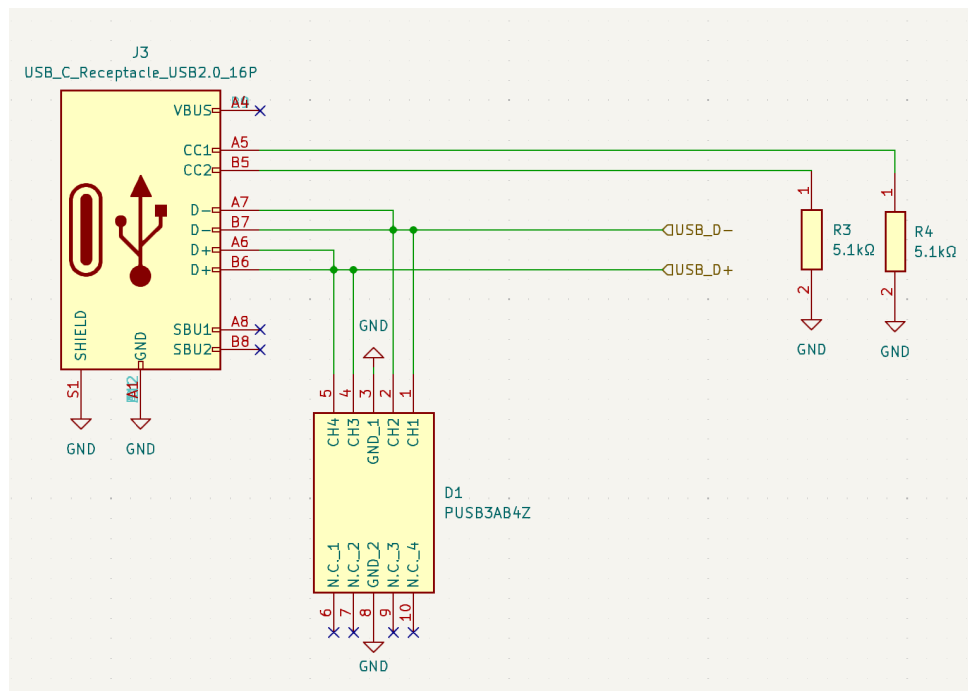 J3
USB_C_Receptacle_USB2.0_16P
VBUS A4
CC1 A5
CC2 B5
D- A7
D- B7
D+ A6
D+ B6
SBU1 A8
SBU2 B8
SHIELD
GND
S1
A1
GND
GND
USB_D-
USB_D+
1
R3
5.1kΩ
2
GND
1
R4
5.1kΩ
2
GND
GND
5
4
3
2
1
CH4
CH3
GND_1
CH2
CH1
D1
PUSB3AB4Z
N.C._1
N.C._2
GND_2
N.C._3
N.C._4
6
7
8
9
10
GND